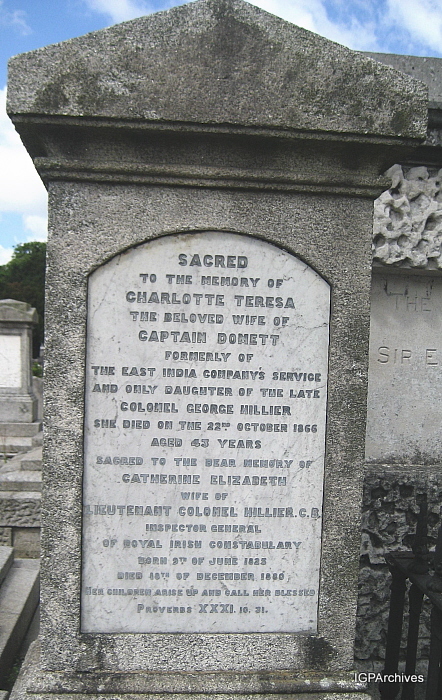 SACRED
TO THE MEMORY OF
CHARLOTTE TERESA
THE BELOVED WIFE OF
CAPTAIN DONETT
FORMERLY OF
THE EAST INDIA COMPANY'S SERVICE
AND ONLY DAUGHTER OF THE LATE
COLONEL GEORGE HILLIER
SHE DIED ON THE 22ND OCTOBER 1866
AGED 43 YEARS
SACRED TO THE DEAR MEMORY OF
CATHERINE ELIZABETH
WIFE OF
LIEUTENANT COLONEL HILLIER. C.B.
INSPECTOR GENERAL
OF ROYAL IRISH CONSTABULARY
BORN 9TH OF JUNE 1825
DIED 18TH OF DECEMBER
HER CHILDREN ARISE UP AND CALL HER BLESSED
PROVERBS XXXI. 10. 31.
THE
SIR E
IGPArchives